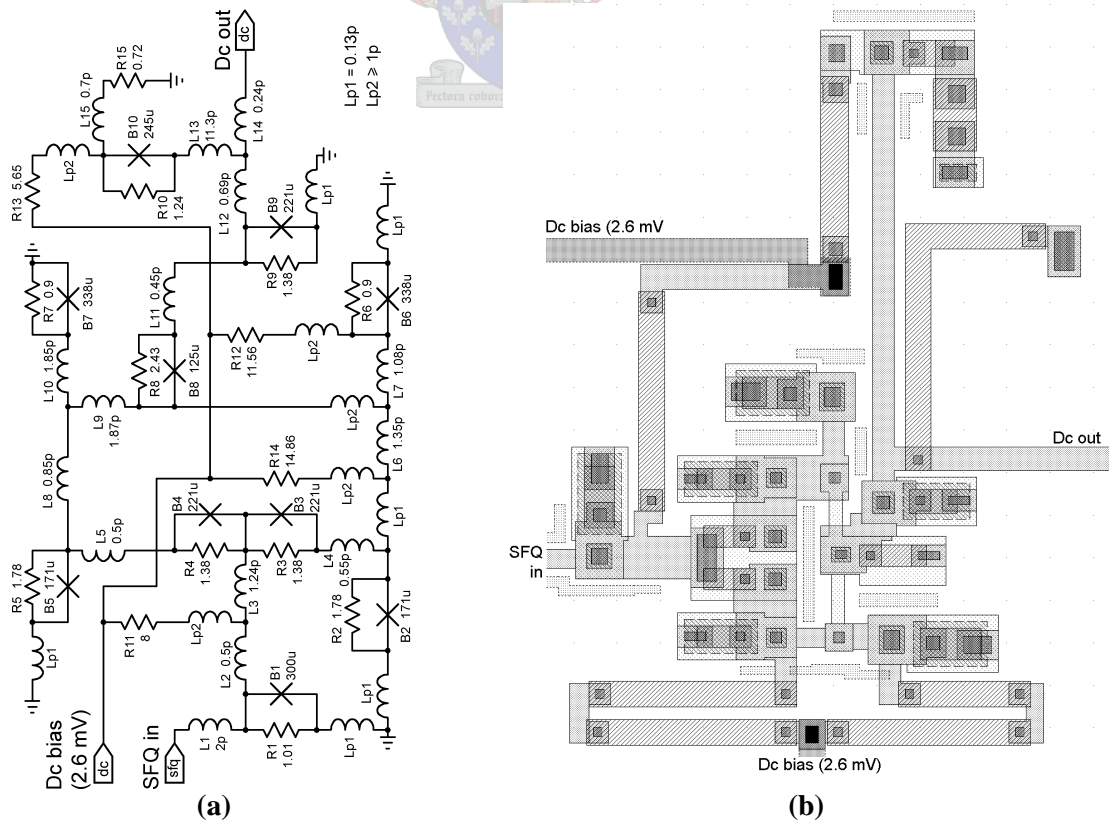 Dc out
dc
Lp1 = 0.13p
Lp2 ⩾ 1p
R15
0.72
L15 0.7p
B10
245u
L13
11.3p
L14 0.24p
Lp2
R13 5.65
R10
1.24
L12 0.69p
B9
221u
Lp1
R9
1.38
Lp1
R7 0.9
B7 338u
L11 0.45p
R6 0.9
B6
338u
L10 1.85p
R8 2.43
B8 125u
R12
11.56
Lp2
L7 1.08p
L9
1.87p
Lp2
L6 1.35p
L8 0.85p
R14
14.86
Lp2
Lp1
B4
221u
B3
221u
L5
0.5p
R4
1.38
R3
1.38
L4
0.55p
R5 1.78
B5 171u
L3 1.24p
R2 1.78
B2 171u
R11
8
Lp2
Lp1
L2 0.5p
B1
300u
Lp1
Dc bias
(2.6 mV)
dc
SFQ in
sfq
L1
2p
R1
1.01
Lp1
Pectora robora
(a)
Dc bias (2.6 mV
Dc out
SFQ
in
Dc bias (2.6 mV)
(b)